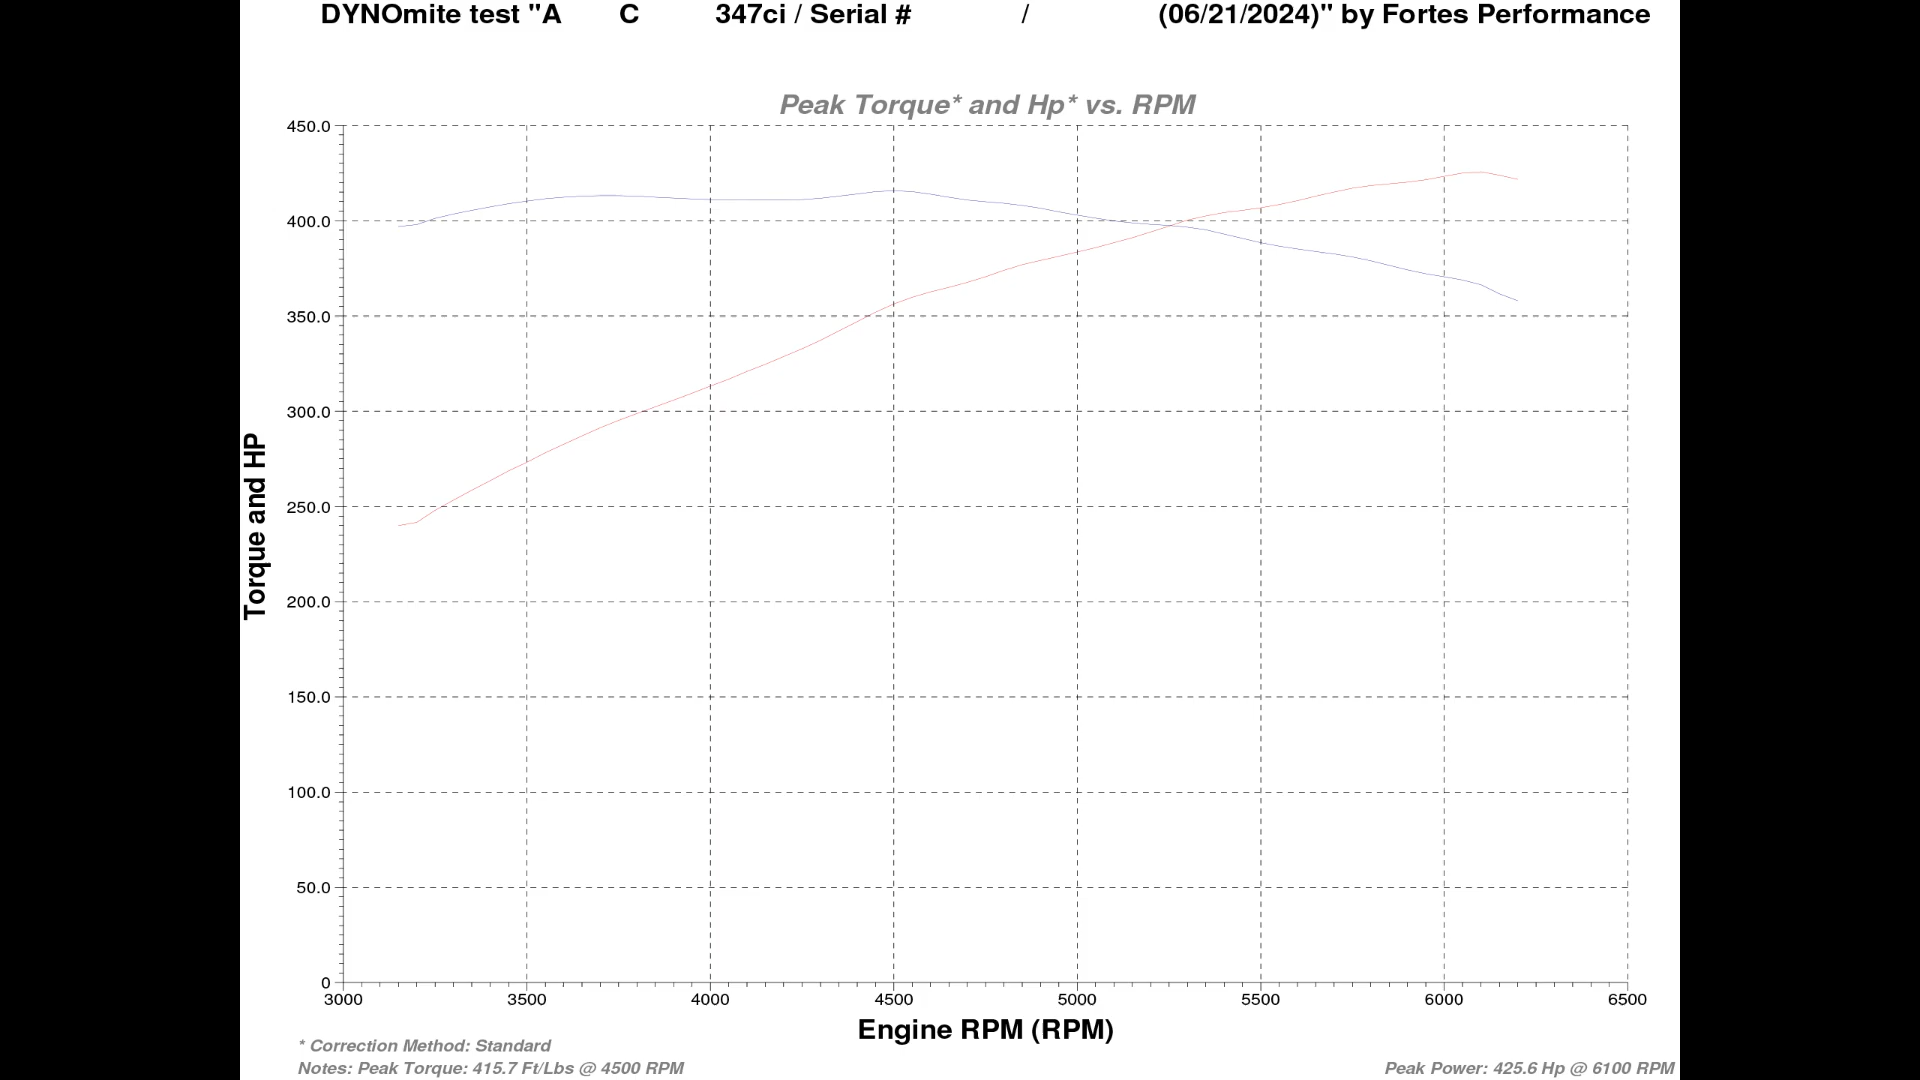 DYNOmite test "A C 347ci / Serial # / (06/21/2024)" by Fortes Performance
Peak Torque* and Hp* vs. RPM
450.0
400.0
350.0
300.0
250.0
200.0
150.0
100.0
50.0
0
Torque and HP
3000 3500 4000 4500 5000 5500 6000 6500
Engine RPM (RPM)
* Correction Method: Standard
Notes: Peak Torque: 415.7 Ft/Lbs @ 4500 RPM Peak Power: 425.6 Hp @ 6100 RPM